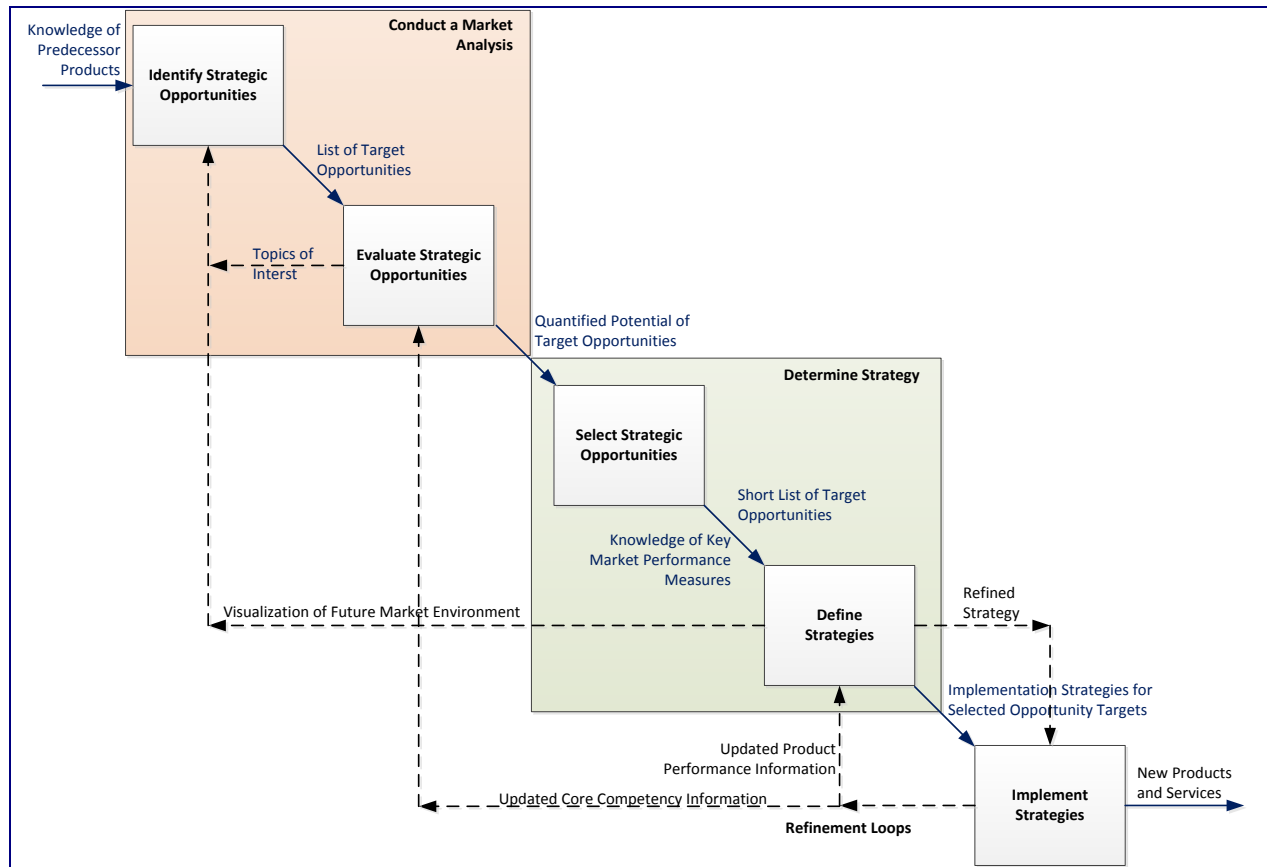 Knowledge of
Predecessor
Products
Conduct a Market
Analysis
Identify Strategic
Opportunities
List of Target
Opportunities
Topics of
Interst
Evaluate Strategic
Opportunities
Quantified Potential of
Target Opportunities
Determine Strategy
Select Strategic
Opportunities
Short List of Target
Opportunities
Knowledge of Key
Market Performance
Measures
Visualization of Future Market Environment
Define
Strategies
Refined
Strategy
Implementation Strategies for
Selected Opportunity Targets
Updated Product
Performance Information
Updated Core Competency Information
Refinement Loops
Implement
Strategies
New Products
and Services